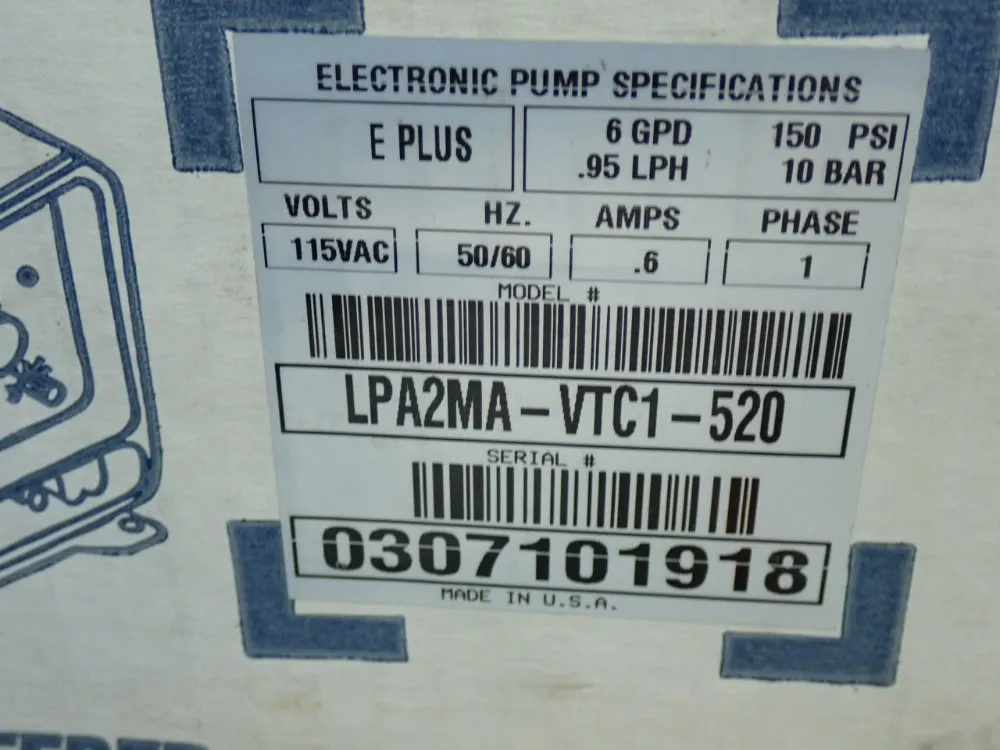 ELECTRONIC PUMP SPECIFICATIONS
E PLUS
6 GPD 150 PSI
.95 LPH 10 BAR
VOLTS HZ. AMPS PHASE
115VAC 50/60 .6 1
MODEL #
LPA2MA-VTC1-520
SERIAL #
0307101918
MADE IN U.S.A.